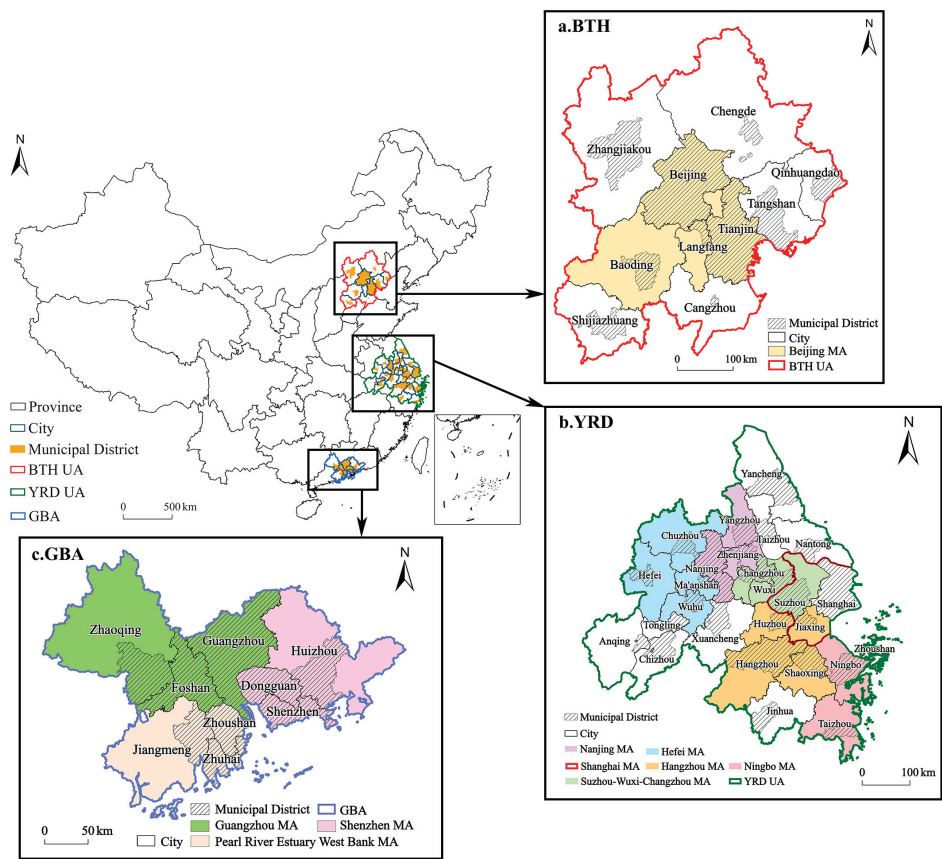 N
Province
City
Municipal District
BTH UA
YRD UA
GBA
0 500 km
a.BTH
N
Chengde
Zhangjiakou
Beijing
Qinhuangdao
Tangshan
Tianjin
Langfang
Baoding
Cangzhou
Shijiazhuang
Municipal District
City
Beijing MA
BTH UA
0 100 km
b.YRD
N
Yancheng
Yangzhou
Taizhou
Chuzhou
Nantong
Zhenjiang
Nanjing
Changzhou
Hefei
Ma'anshan
Wuxi
Suzhou
Shanghai
Wuhu
Tongling
Huzhou
Jiaxing
Anqing
Xuancheng
Chizhou
Zhoushan
Hangzhou
Ningbo
Shaoxing
Jinhua
Taizhou
Municipal District
City
Nanjing MA Hefei MA
Shanghai MA Hangzhou MA Ningbo MA
Suzhou-Wuxi-Changzhou MA YRD UA
0 100 km
c.GBA
N
Zhaoqing
Guangzhou
Huizhou
Foshan
Dongguan
Shenzhen
Zhoushan
Jiangmeng
Zhuhai
Municipal District GBA
Guangzhou MA Shenzhen MA
City Pearl River Estuary West Bank MA
0 50 km